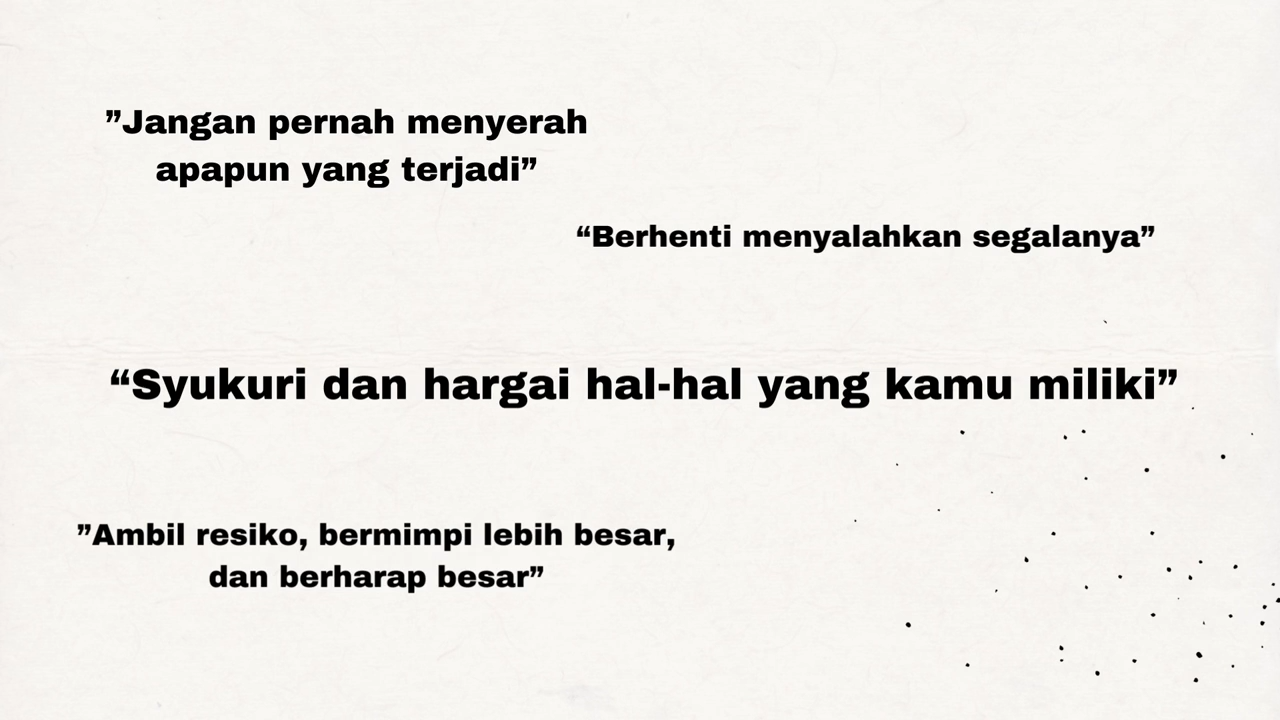 ”Jangan pernah menyerah
apapun yang terjadi”
“Berhenti menyalahkan segalanya”
“Syukuri dan hargai hal-hal yang kamu miliki”
”Ambil resiko, bermimpi lebih besar,
dan berharap besar”